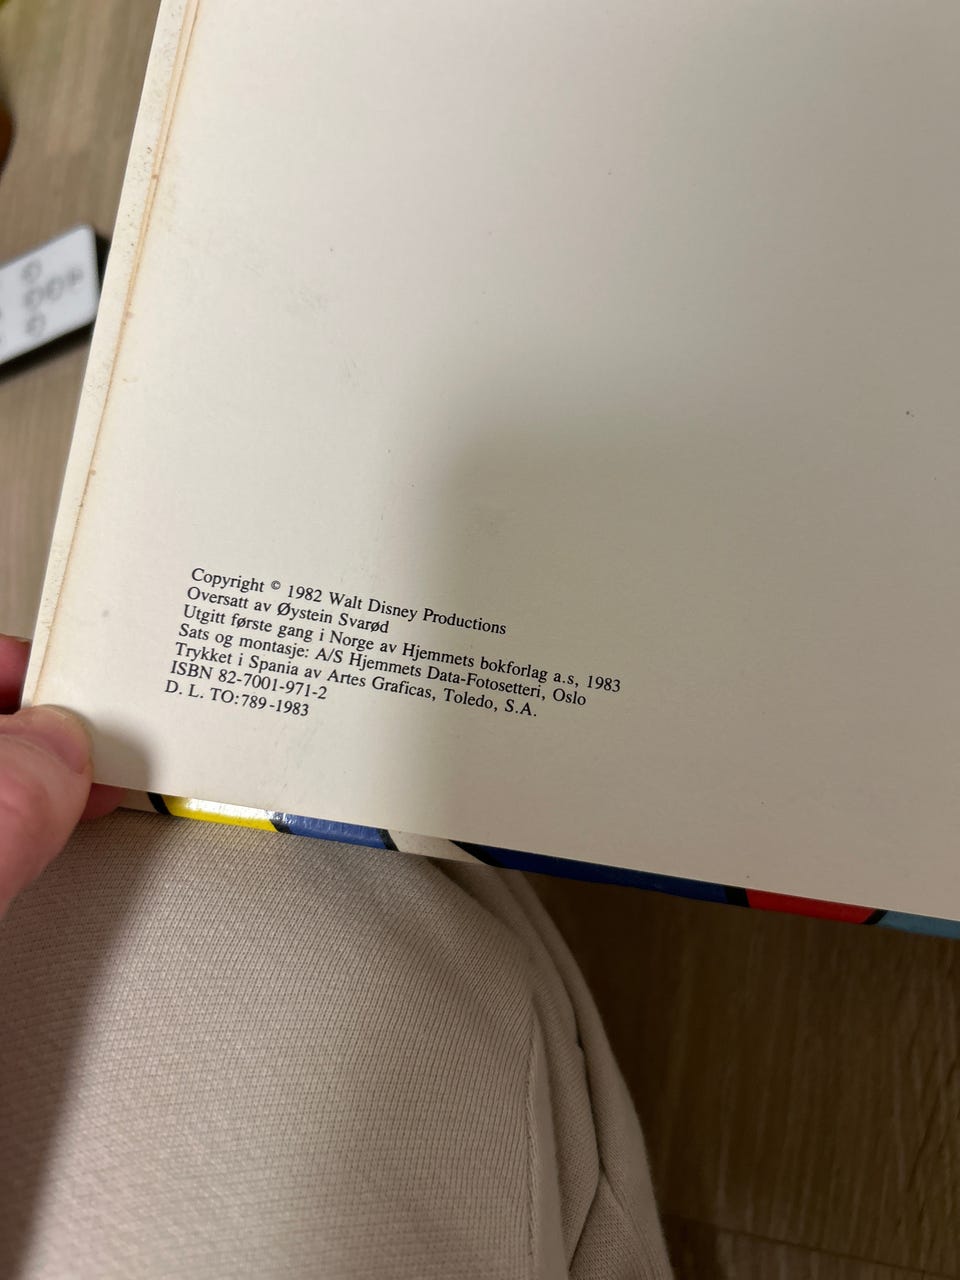 Copyright © 1982 Walt Disney Productions
Oversatt av Øystein Svarød
Utgitt første gang i Norge av Hjemmets bokforlag a.s, 1983
Sats og montasje: A/S Hjemmets Data-Fotosetteri, Oslo
Trykket i Spania av Artes Graficas, Toledo, S.A.
ISBN 82-7001-971-2
D. L. TO:789-1983